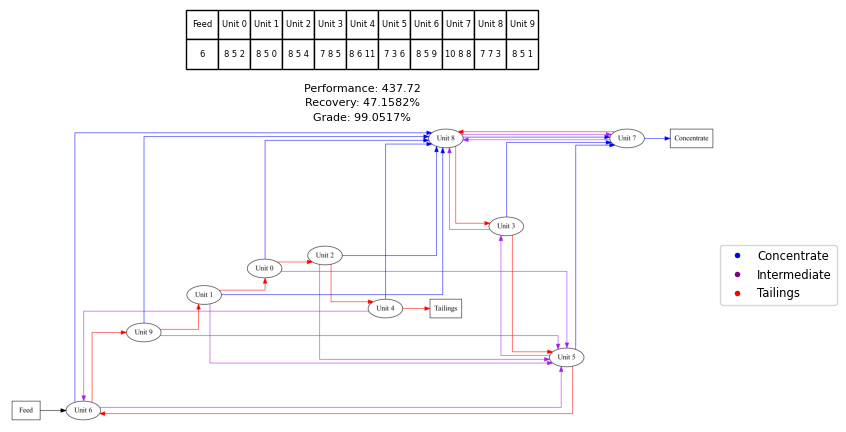 Feed Unit 0 Unit 1 Unit 2 Unit 3 Unit 4 Unit 5 Unit 6 Unit 7 Unit 8 Unit 9
6 8 5 2 8 5 0 8 5 4 7 8 5 8 6 11 7 3 6 8 5 9 10 8 8 7 7 3 8 5 1
Performance: 437.72
Recovery: 47.1582%
Grade: 99.0517%
Unit 8
Unit 7
Concentrate
Unit 3
Unit 2
Unit 0
Unit 1
Unit 4
Tailings
Unit 9
Unit 5
Feed
Unit 6
Concentrate
Intermediate
Tailings